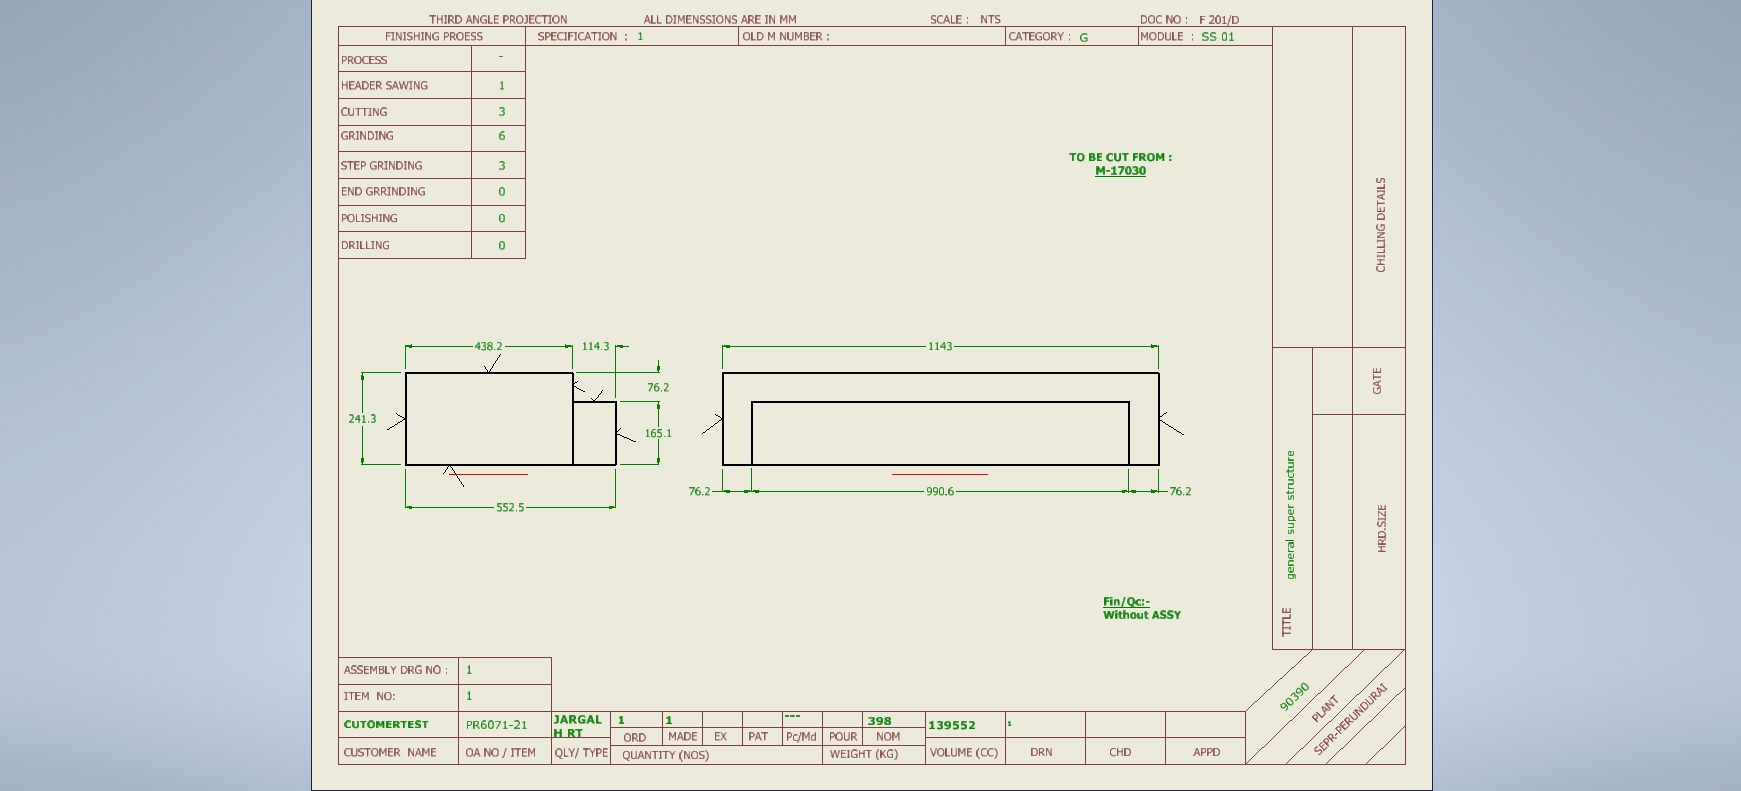 THIRD ANGLE PROJECTION ALL DIMENSSIONS ARE IN MM SCALE : NTS DOC NO : F 201/D
FINISHING PROESS SPECIFICATION : 1 OLD M NUMBER : CATEGORY : G MODULE : SS 01
PROCESS -
HEADER SAWING 1
CUTTING 3
GRINDING 6
STEP GRINDING 3
END GRRINDING 0
POLISHING 0
DRILLING 0
TO BE CUT FROM :
M-17030
CHILLING DETAILS
438.2 114.3 1143
76.2
241.3 165.1
76.2 990.6 76.2
552.5
GATE
HRD.SIZE
TITLE general super structure
Fin/Qc:-
Without ASSY
ASSEMBLY DRG NO : 1
ITEM NO: 1
CUTOMERTEST PR6071-21 JARGAL H RT 1 1 --- 398 139552 1
ORD MADE EX PAT Pc/Md POUR NOM
CUSTOMER NAME OA NO / ITEM QLY/ TYPE QUANTITY (NOS) WEIGHT (KG) VOLUME (CC) DRN CHD APPD
90390
PLANT
SEPR-PERUNDURAI